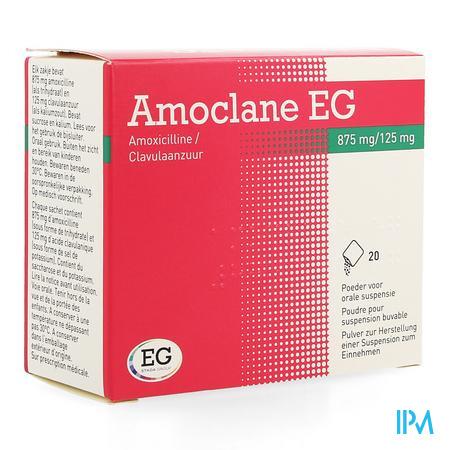 Elk zakje bevat
875 mg amoxicilline
(als trihydraat) en
125 mg clavulaanzuur
(als kaliumzout). Bevat
sucrose en kalium. Lees voor
het gebruik de bijsluiter.
Oraal gebruik. Buiten het zicht
en bereik van kinderen
houden. Bewaren beneden
30°C. Bewaren in de
oorspronkelijke verpakking.
Op medisch voorschrift.
Chaque sachet contient
875 mg d'amoxicilline
(sous forme de trihydrate) et
125 mg d'acide clavulanique
(sous forme de sel de
potassium). Contient du
saccharose et du potassium.
Lire la notice avant utilisation.
Voie orale. Tenir hors de la
vue et de la portée des
enfants. A conserver à une
température ne dépassant
pas 30°C. A conserver
dans l'emballage
extérieur d'origine.
Sur prescription médicale.
Amoclane EG
Amoxicilline /
Clavulaanzuur
875 mg/125 mg
20
Poeder voor
orale suspensie
Poudre pour
suspension buvable
Pulver zur Herstellung
einer Suspension zum
Einnehmen
EG
STADA GROUP
IPM